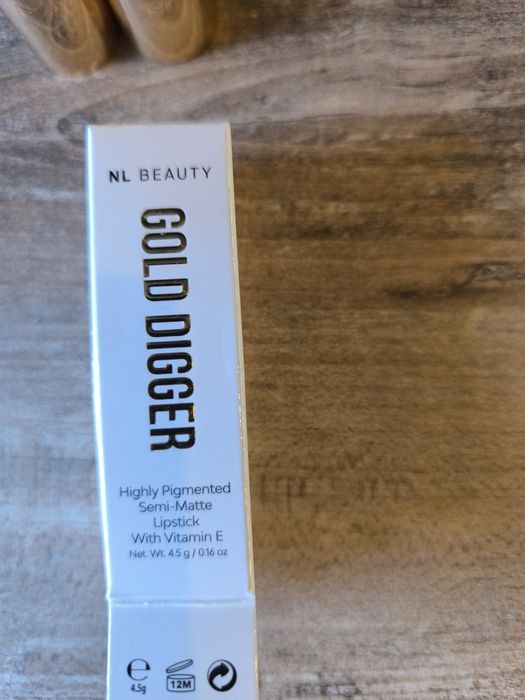 NL BEAUTY
GOLD DIGGER
Highly Pigmented
Semi-Matte
Lipstick
With Vitamin E
Net. Wt. 4.5 g / 0.16 oz
e
4.5g
12M